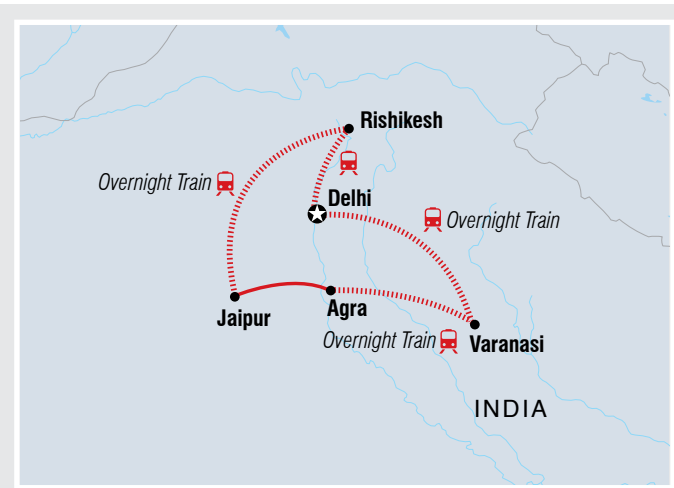 Rishikesh
Overnight Train
Delhi
Overnight Train
Jaipur
Agra
Overnight Train
Varanasi
INDIA